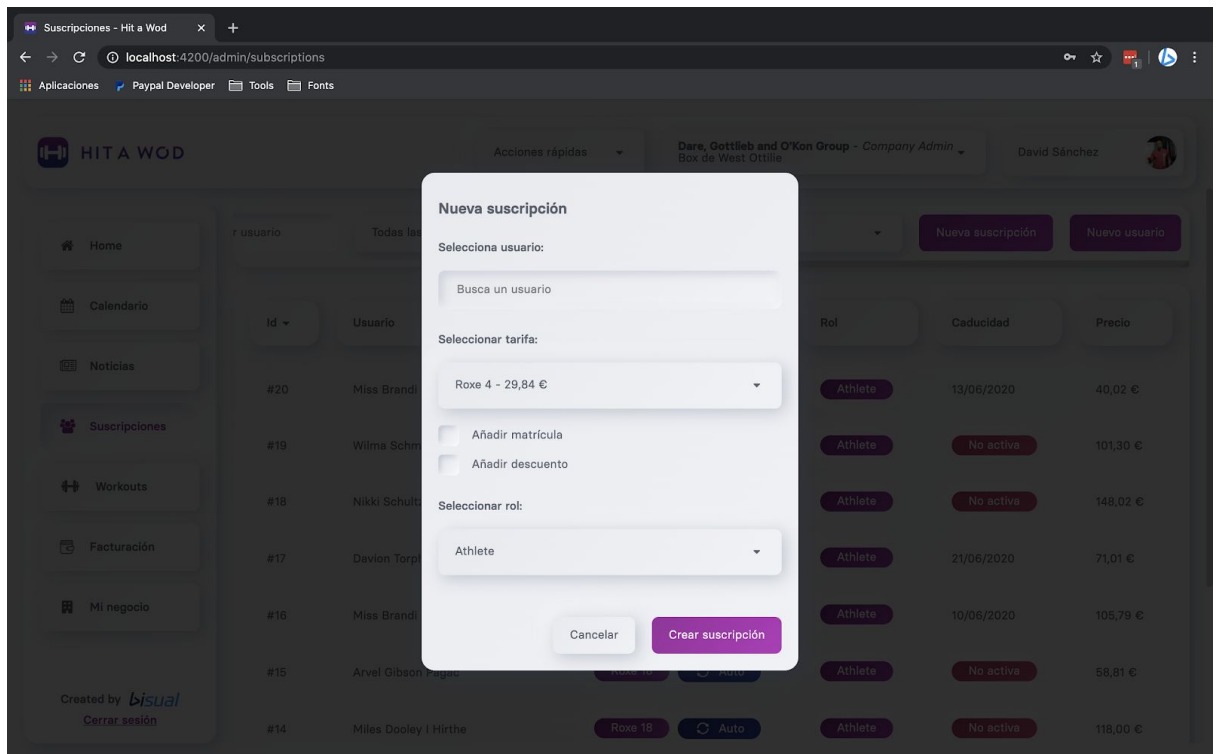 Suscripciones - Hit a Wod
localhost:4200/admin/subscriptions
1
Aplicaciones Paypal Developer Tools Fonts
HIT A WOD
Acciones rápidas
Dare, Gottlieb and O'Kon Group - Company Admin
Box de West Ottilie
David Sánchez
Home
Calendario
Noticias
Suscripciones
Workouts
Facturación
Mi negocio
Created by bisual
Cerrar sesión
r usuario Todas las Nueva suscripción Nuevo usuario
Id Usuario Rol Caducidad Precio
#20 Miss Brandi Athlete 13/06/2020 40,02 €
#19 Wilma Schm Athlete No activa 101,30 €
#18 Nikki Schult Athlete No activa 148,02 €
#17 Davion Torp Athlete 21/06/2020 71,01 €
#16 Miss Brandi Athlete 10/06/2020 105,79 €
#15 Arvel Gibson Pagac Roxe 18 Auto Athlete No activa 58,81 €
#14 Miles Dooley I Hirthe Roxe 18 Auto Athlete No activa 118,00 €
Nueva suscripción
Selecciona usuario:
Busca un usuario
Seleccionar tarifa:
Roxe 4 - 29,84 €
Añadir matrícula
Añadir descuento
Seleccionar rol:
Athlete
Cancelar Crear suscripción